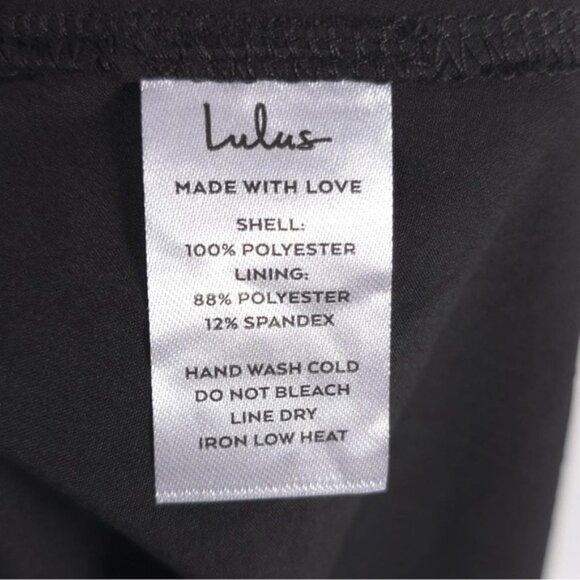 Lulus
MADE WITH LOVE
SHELL:
100% POLYESTER
LINING:
88% POLYESTER
12% SPANDEX
HAND WASH COLD
DO NOT BLEACH
LINE DRY
IRON LOW HEAT